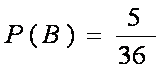 P(B) = 5/36